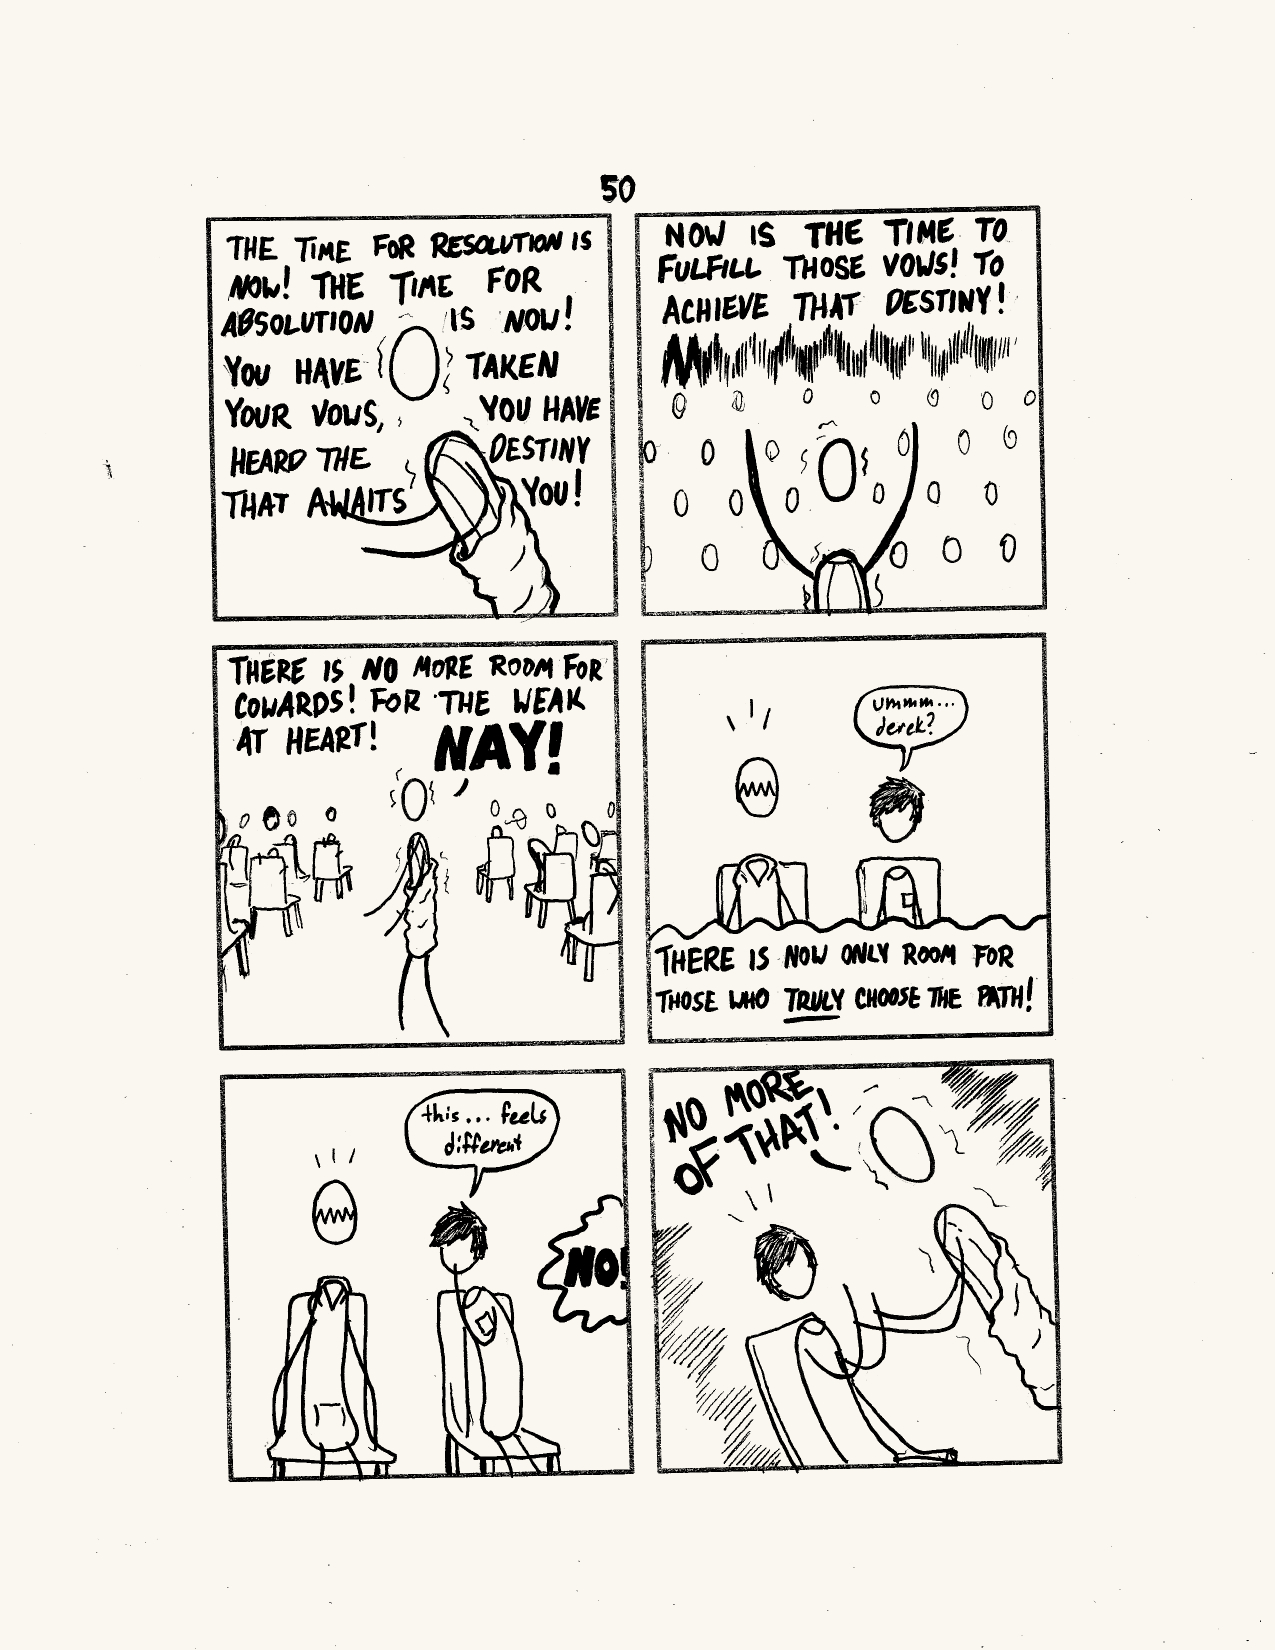 50
THE TIME FOR RESOLUTION IS
NOW! THE TIME FOR
ABSOLUTION IS NOW!
YOU HAVE TAKEN
YOUR VOWS, YOU HAVE
HEARD THE DESTINY
THAT AWAITS YOU!
NOW IS THE TIME TO
FULFILL THOSE VOWS! TO
ACHIEVE THAT DESTINY!
THERE IS NO MORE ROOM FOR
COWARDS! FOR THE WEAK
AT HEART!
NAY!
ummm...
derek?
THERE IS NOW ONLY ROOM FOR
THOSE WHO TRULY CHOOSE THE PATH!
this... feels
different
NO!
NO MORE
OF THAT!